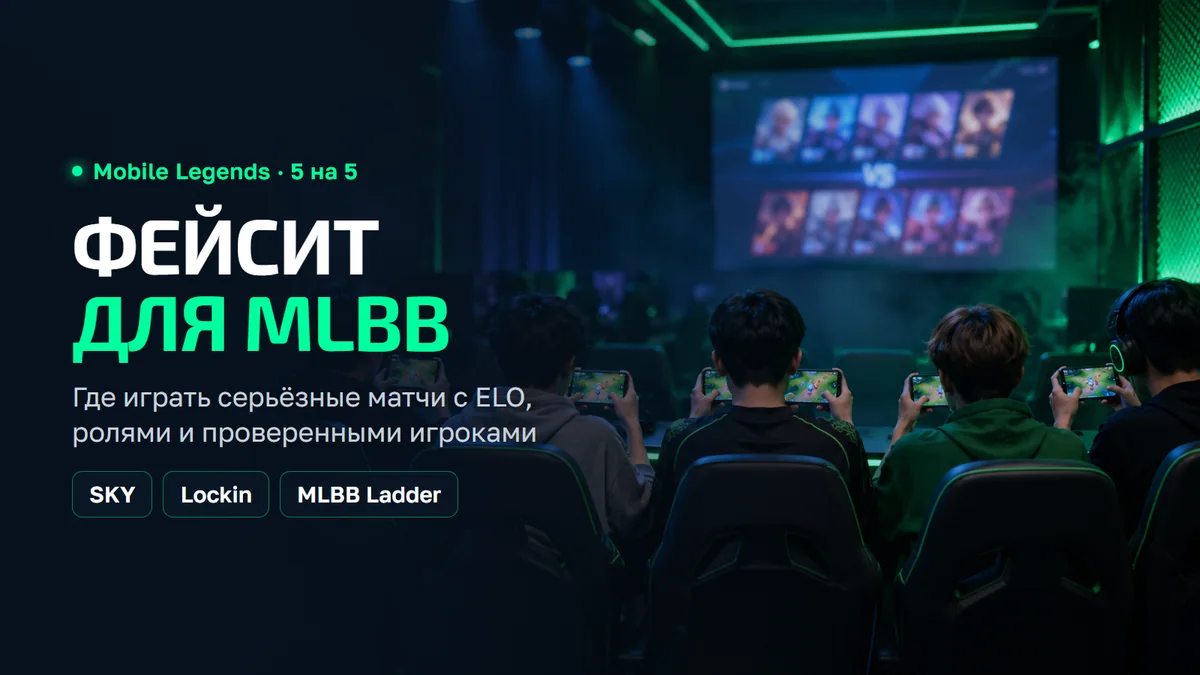 Mobile Legends · 5 на 5
ФЕЙСИТ
ДЛЯ MLBB
Где играть серьёзные матчи с ELO,
ролями и проверенными игроками
SKY
Lockin
MLBB Ladder
VS